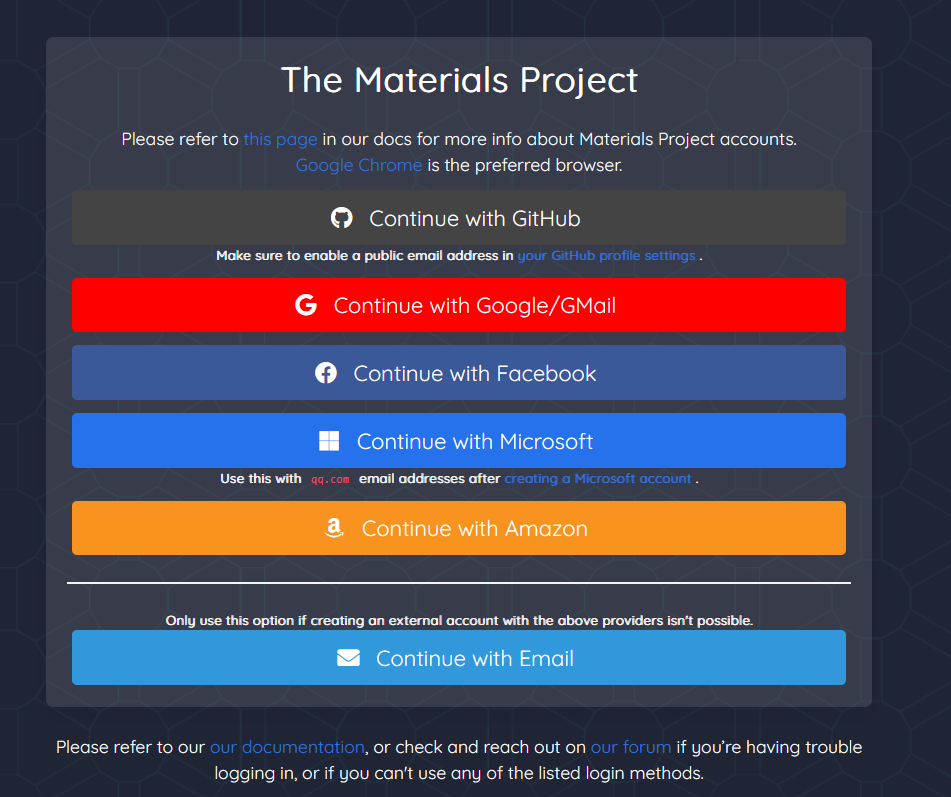 The Materials Project
Please refer to this page in our docs for more info about Materials Project accounts.
Google Chrome is the preferred browser.
Continue with GitHub
Make sure to enable a public email address in your GitHub profile settings .
Continue with Google/GMail
Continue with Facebook
Continue with Microsoft
Use this with qq.com email addresses after creating a Microsoft account .
Continue with Amazon
Only use this option if creating an external account with the above providers isn't possible.
Continue with Email
Please refer to our our documentation, or check and reach out on our forum if you’re having trouble
logging in, or if you can't use any of the listed login methods.